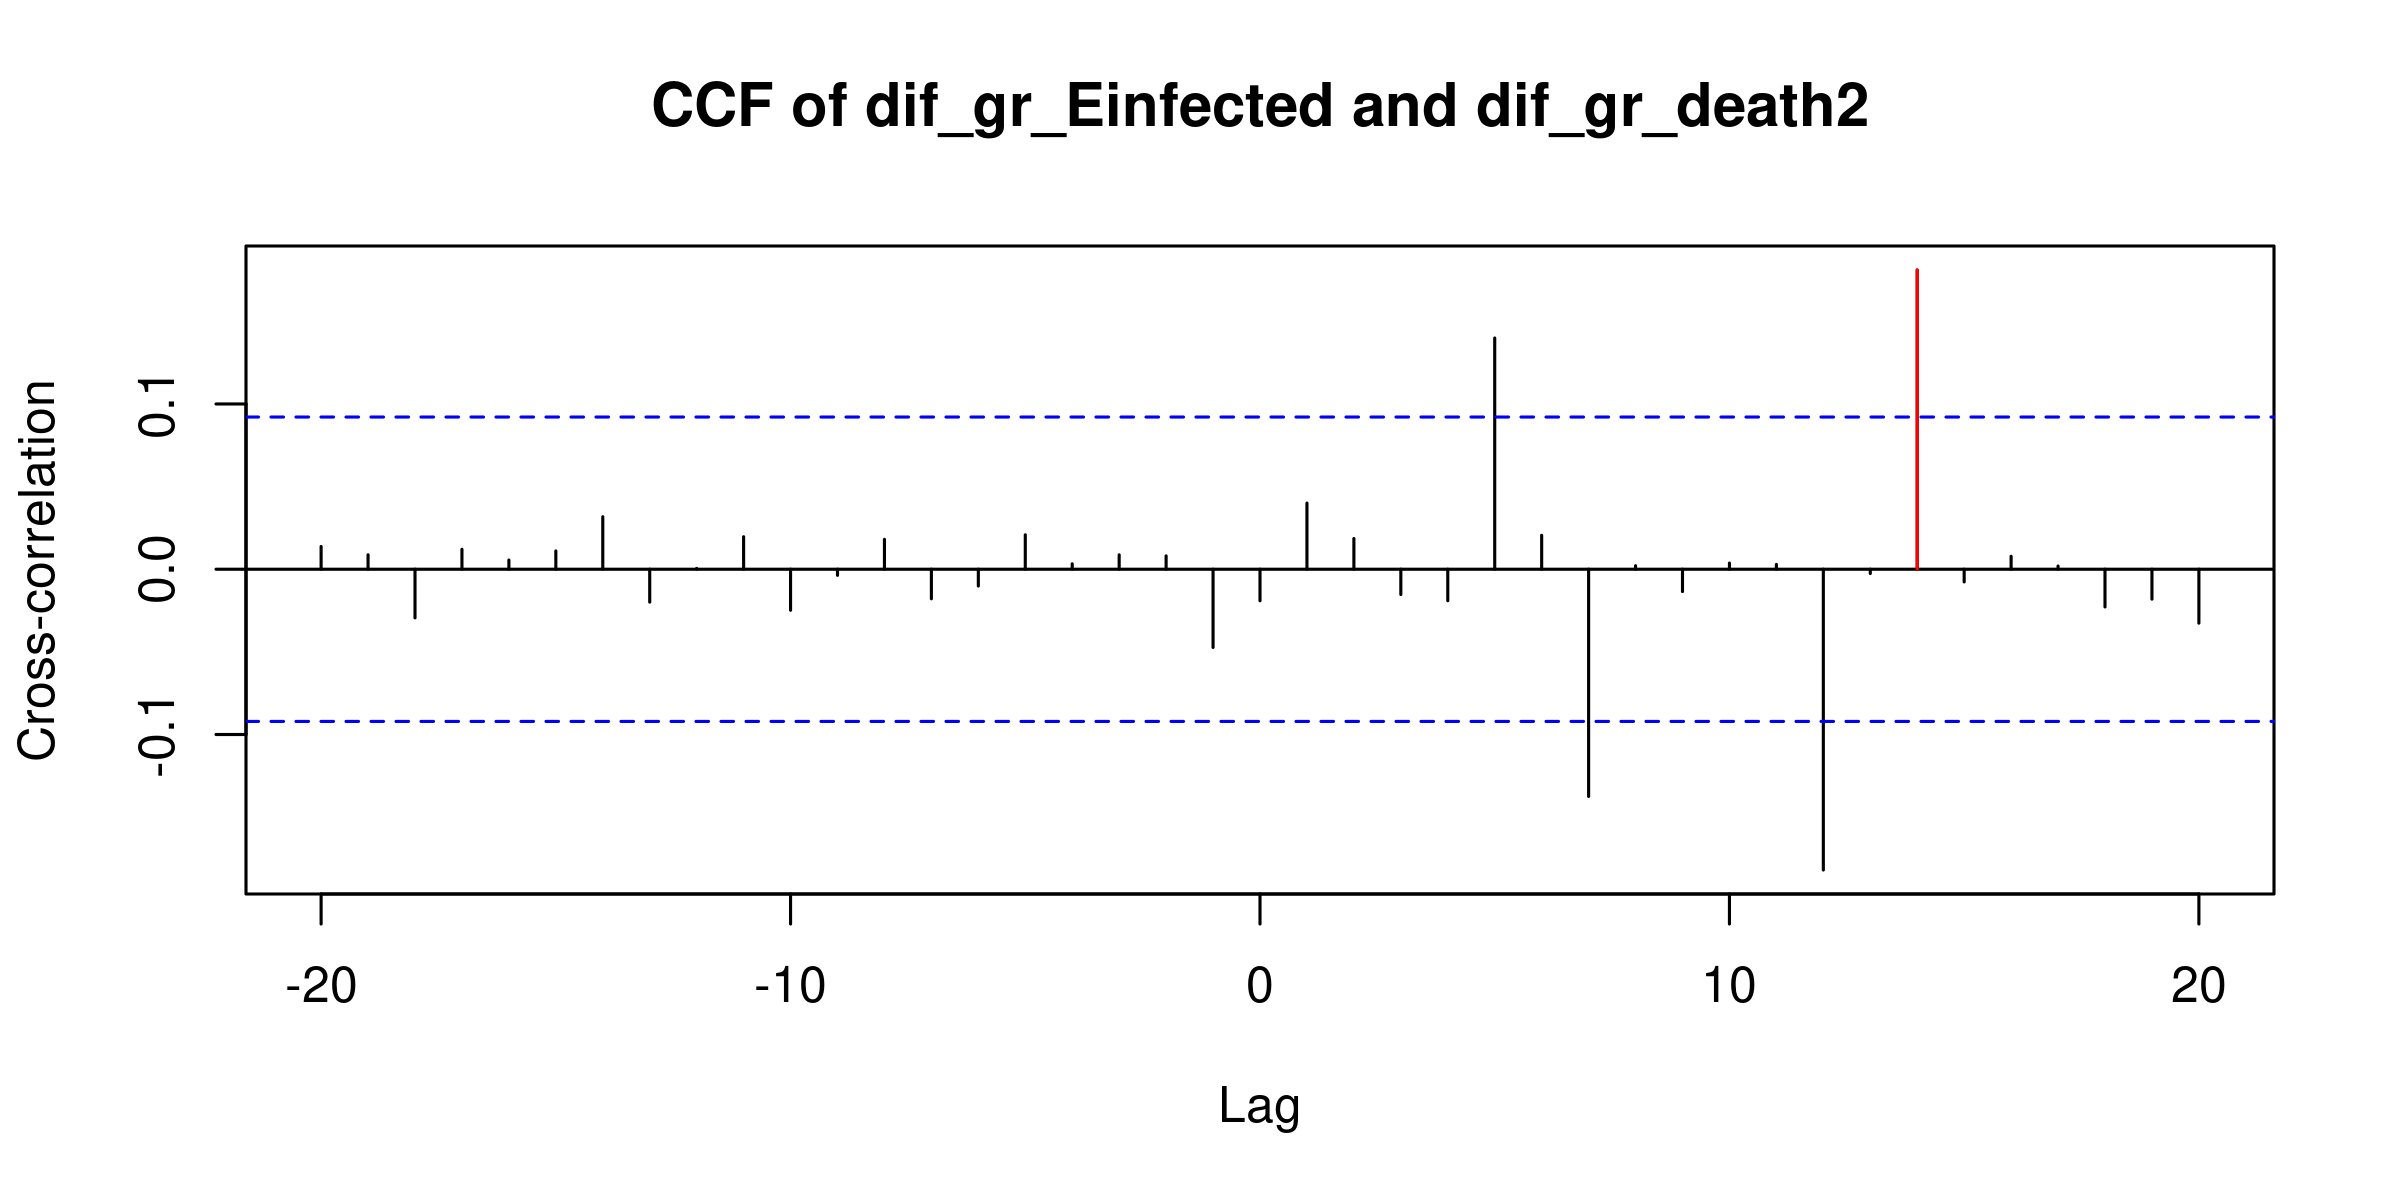 CCF of dif_gr_Einfected and dif_gr_death2
Cross-correlation
0.1
0.0
-0.1
-20 -10 0 10 20
Lag